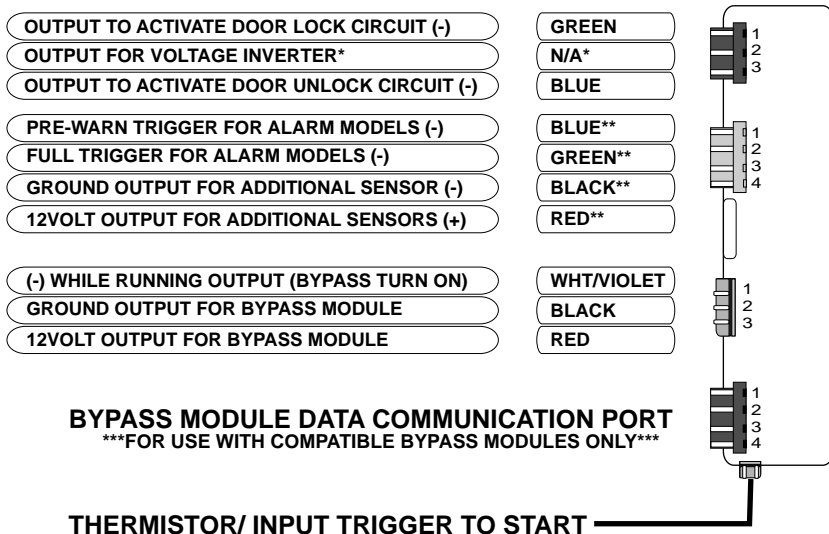 OUTPUT TO ACTIVATE DOOR LOCK CIRCUIT (-) GREEN 1
OUTPUT FOR VOLTAGE INVERTER* N/A* 2
OUTPUT TO ACTIVATE DOOR UNLOCK CIRCUIT (-) BLUE 3
PRE-WARN TRIGGER FOR ALARM MODELS (-) BLUE** 1
FULL TRIGGER FOR ALARM MODELS (-) GREEN** 2
GROUND OUTPUT FOR ADDITIONAL SENSOR (-) BLACK** 3
12VOLT OUTPUT FOR ADDITIONAL SENSORS (+) RED** 4
(-) WHILE RUNNING OUTPUT (BYPASS TURN ON) WHT/VIOLET 1
GROUND OUTPUT FOR BYPASS MODULE BLACK 2
12VOLT OUTPUT FOR BYPASS MODULE RED 3
BYPASS MODULE DATA COMMUNICATION PORT 1
2
***FOR USE WITH COMPATIBLE BYPASS MODULES ONLY*** 3
4
THERMISTOR/ INPUT TRIGGER TO START